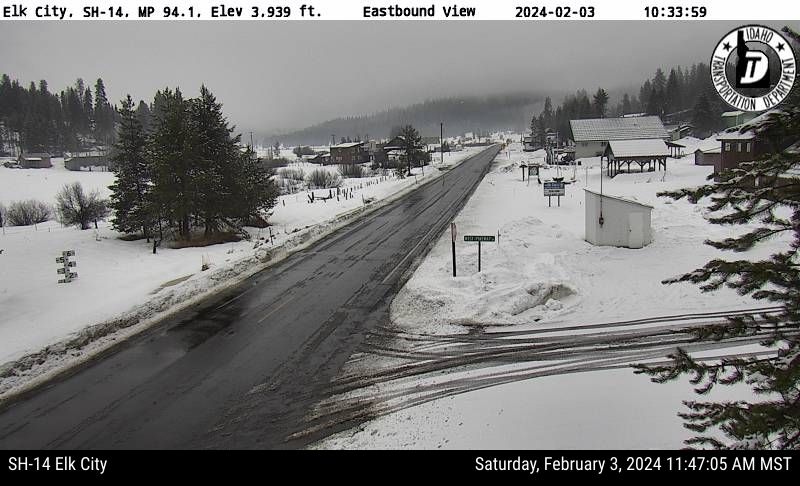 Elk City, SH-14, MP 94.1, Elev 3,939 ft. Eastbound View 2024-02-03 10:33:59
IDAHO
TRANSPORTATION DEPARTMENT
SH-14 Elk City Saturday, February 3, 2024 11:47:05 AM MST